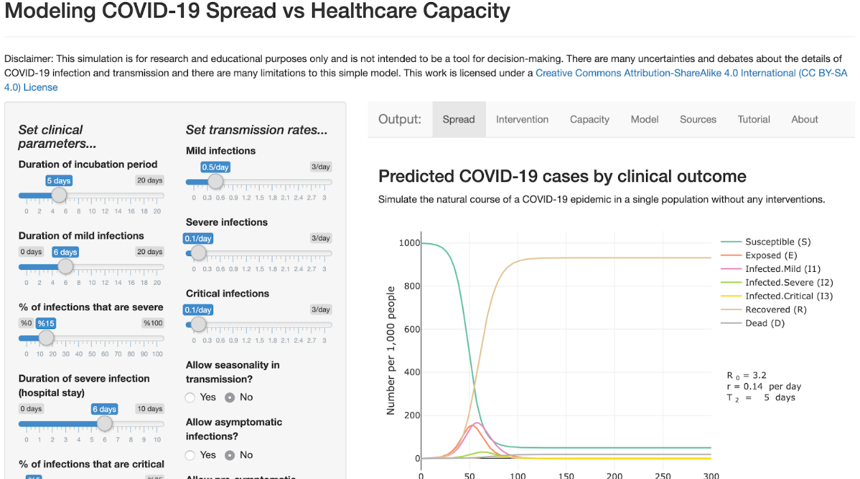 Modeling COVID-19 Spread vs Healthcare Capacity
Disclaimer: This simulation is for research and educational purposes only and is not intended to be a tool for decision-making. There are many uncertainties and debates about the details of
COVID-19 infection and transmission and there are many limitations to this simple model. This work is licensed under a Creative Commons Attribution-ShareAlike 4.0 International (CC BY-SA
4.0) License
Set clinical
parameters...
Duration of incubation period
5 days 20 days
0 2 4 6 8 10 12 14 16 18 20
Duration of mild infections
0 days 6 days 20 days
0 2 4 6 8 10 12 14 16 18 20
% of infections that are severe
%0 %15 %100
0 10 20 30 40 50 60 70 80 90 100
Duration of severe infection
(hospital stay)
0 days 6 days 10 days
0 1 2 3 4 5 6 7 8 9 10
% of infections that are critical
Set transmission rates...
Mild infections
0.5/day 3/day
0 0.3 0.6 0.9 1.2 1.5 1.8 2.1 2.4 2.7 3
Severe infections
0.1/day 3/day
0 0.3 0.6 0.9 1.2 1.5 1.8 2.1 2.4 2.7 3
Critical infections
0.1/day 3/day
0 0.3 0.6 0.9 1.2 1.5 1.8 2.1 2.4 2.7 3
Allow seasonality in
transmission?
Yes No
Allow asymptomatic
infections?
Yes No
Output: Spread Intervention Capacity Model Sources Tutorial About
Predicted COVID-19 cases by clinical outcome
Simulate the natural course of a COVID-19 epidemic in a single population without any interventions.
Number per 1,000 people
1000
800
600
400
200
0
0 50 100 150 200 250 300
Susceptible (S)
Exposed (E)
Infected.Mild (I1)
Infected.Severe (I2)
Infected.Critical (I3)
Recovered (R)
Dead (D)
R₀ = 3.2
r = 0.14 per day
T₂ = 5 days